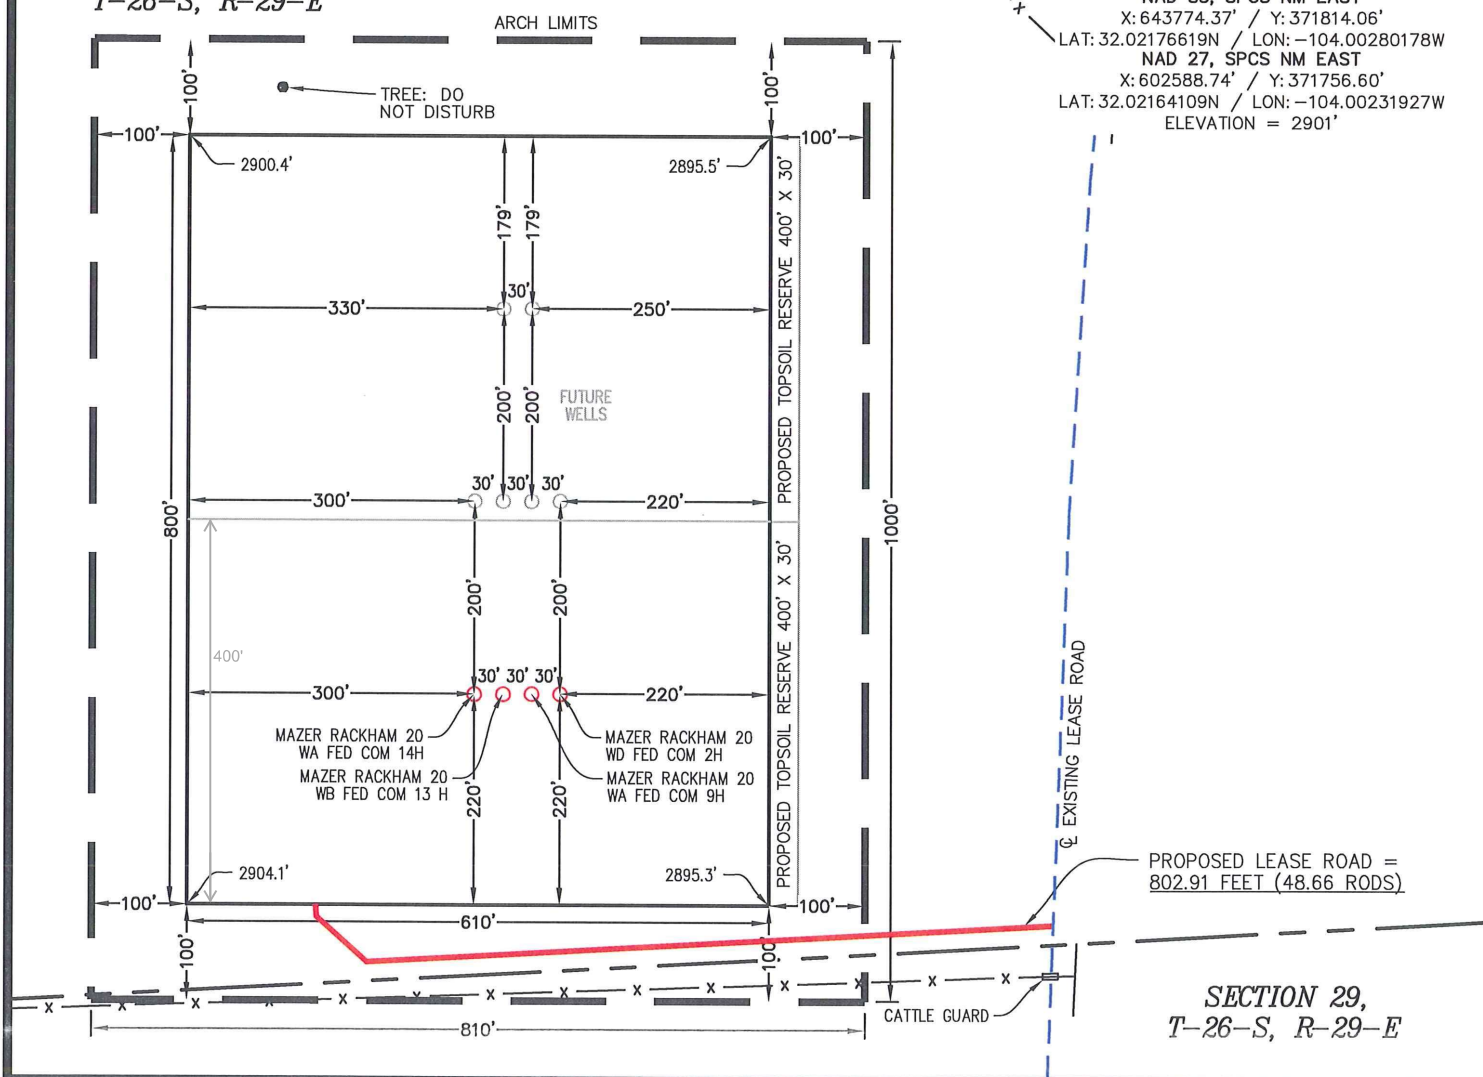 T-26-S, R-29-E
ARCH LIMITS
X: 643774.37' / Y: 371814.06'
LAT: 32.02176619N / LON: -104.00280178W
NAD 27, SPCS NM EAST
X: 602588.74' / Y: 371756.60'
LAT: 32.02164109N / LON: -104.00231927W
ELEVATION = 2901'
100'
100'
TREE: DO
NOT DISTURB
100'
100'
2900.4'
2895.5'
179'
179'
PROPOSED TOPSOIL RESERVE 400' X 30'
30'
330'
250'
200'
200'
FUTURE
WELLS
30'
30'
30'
300'
220'
800'
1000'
200'
200'
PROPOSED TOPSOIL RESERVE 400' X 30'
400'
30'
30'
30'
300'
220'
MAZER RACKHAM 20
WA FED COM 14H
MAZER RACKHAM 20
WD FED COM 2H
MAZER RACKHAM 20
WB FED COM 13 H
MAZER RACKHAM 20
WA FED COM 9H
220'
220'
℄ EXISTING LEASE ROAD
2904.1'
2895.3'
PROPOSED LEASE ROAD =
802.91 FEET (48.66 RODS)
100'
100'
610'
100'
100'
X X X X X X X X X X X X X
CATTLE GUARD
810'
SECTION 29,
T-26-S, R-29-E